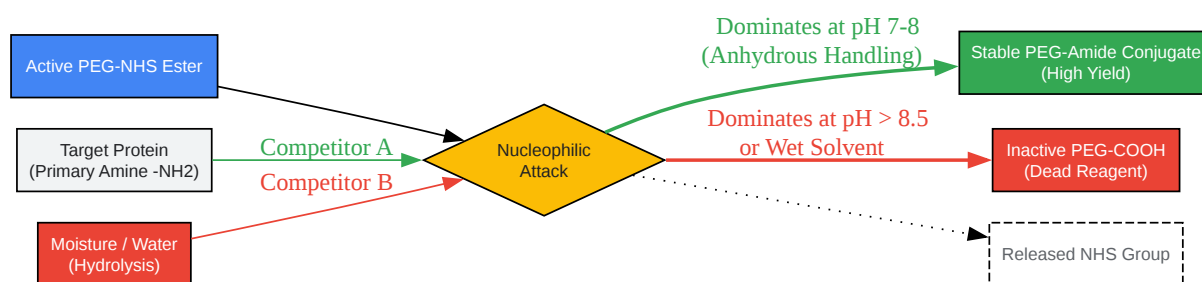 Active PEG-NHS Ester
Target Protein
(Primary Amine -NH2)
Moisture / Water
(Hydrolysis)
Competitor A
Competitor B
Nucleophilic
Attack
Dominates at pH 7-8
(Anhydrous Handling)
Dominates at pH > 8.5
or Wet Solvent
Stable PEG-Amide Conjugate
(High Yield)
Inactive PEG-COOH
(Dead Reagent)
Released NHS Group